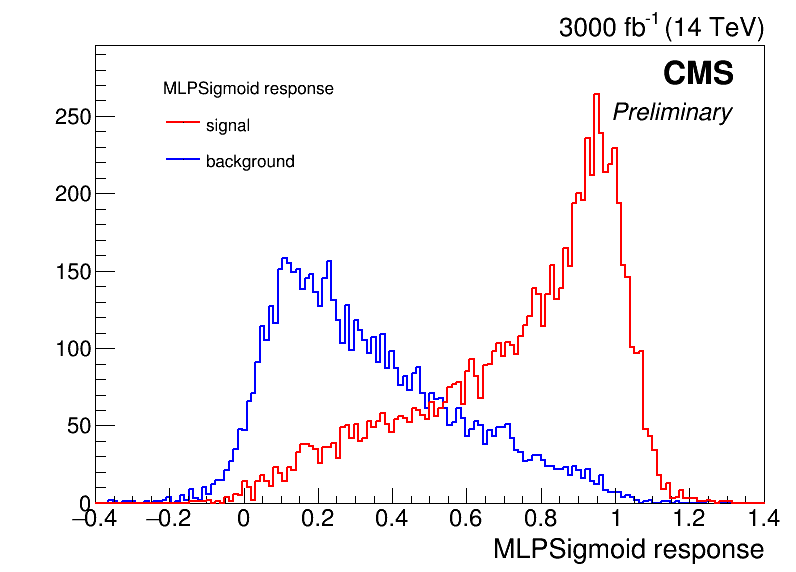 3000 fb⁻¹ (14 TeV)
CMS
Preliminary
MLPSigmoid response
signal
background
250
200
150
100
50
0
−0.4 −0.2 0 0.2 0.4 0.6 0.8 1 1.2 1.4
MLPSigmoid response